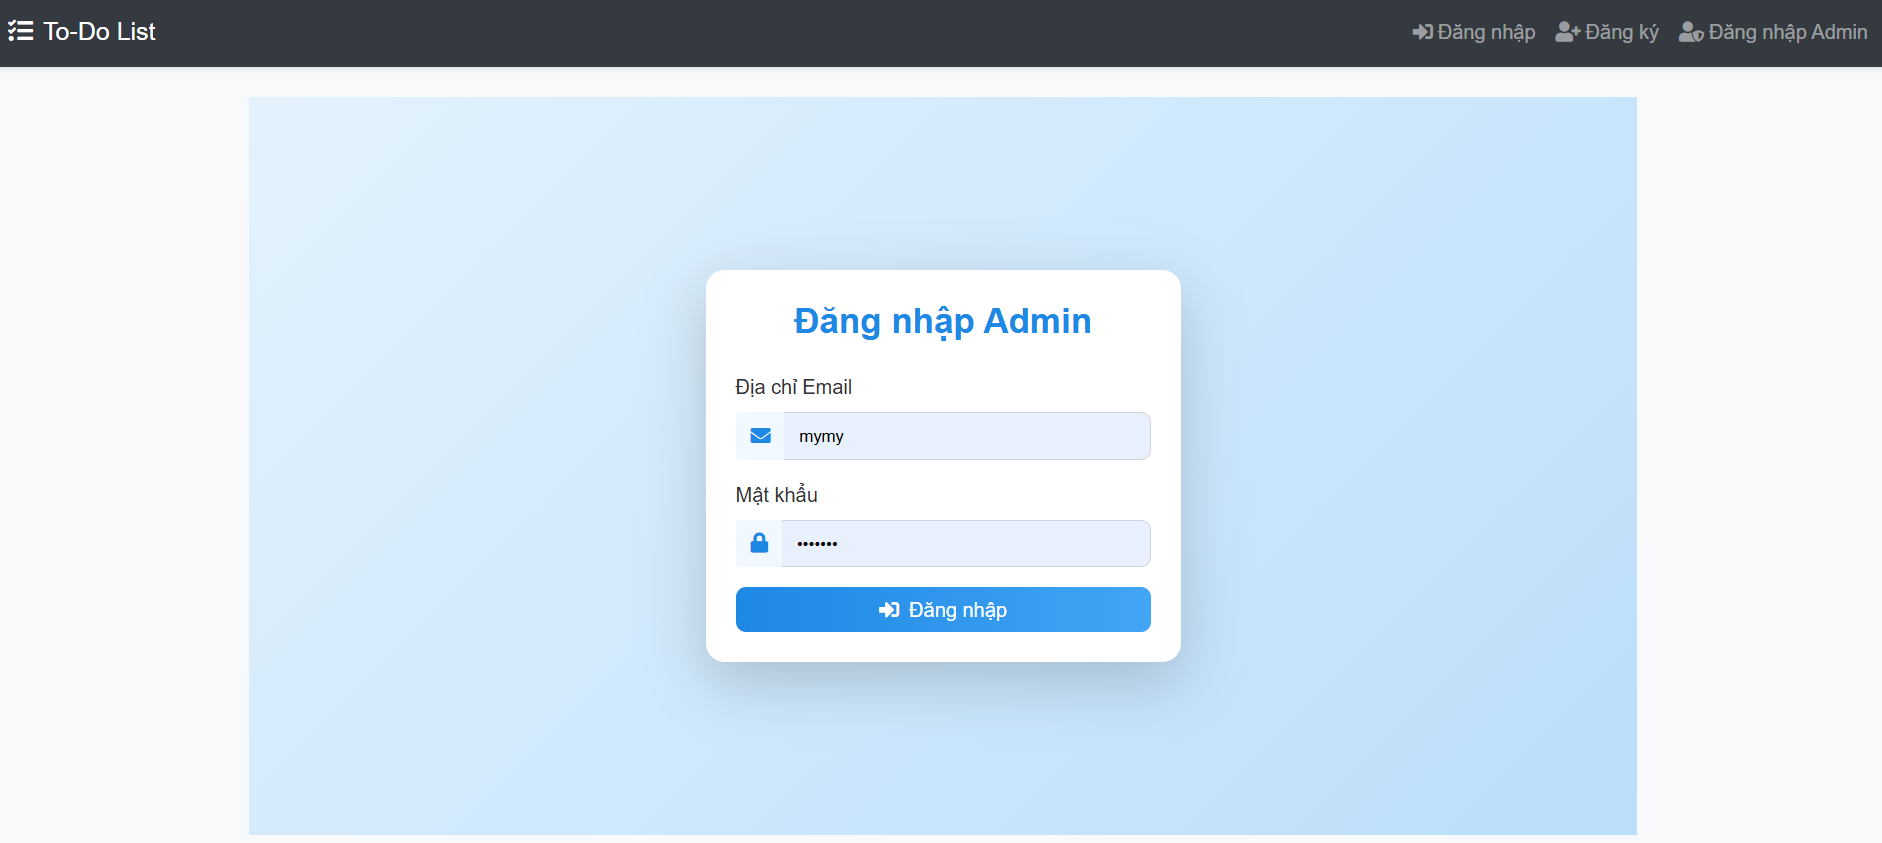 To-Do List
Đăng nhập Đăng ký Đăng nhập Admin
Đăng nhập Admin
Địa chỉ Email
mymy
Mật khẩu
•••••••
Đăng nhập